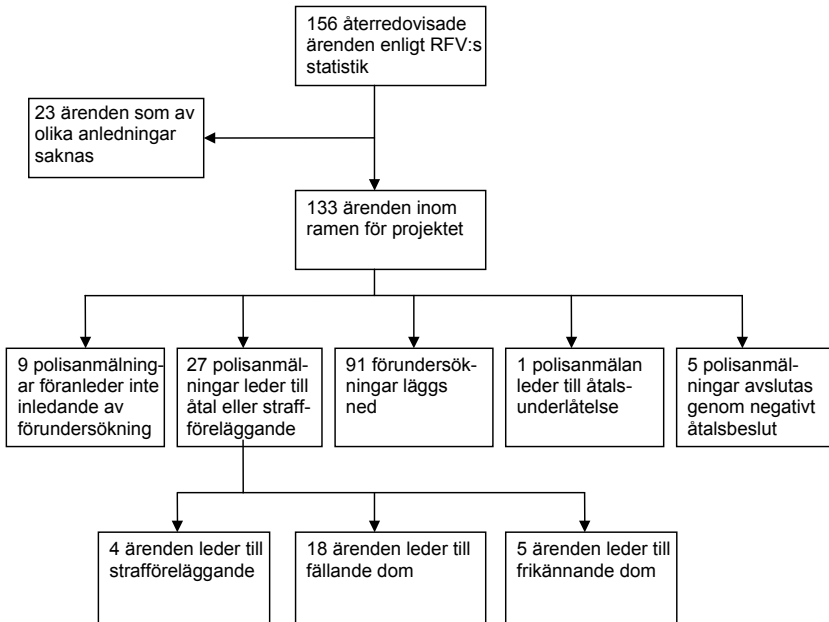 156 återredovisade
ärenden enligt RFV:s
statistik
23 ärenden som av
olika anledningar
saknas
133 ärenden inom
ramen för projektet
9 polisanmälning-
ar föranleder inte
inledande av
förundersökning
27 polisanmäl-
ningar leder till
åtal eller straff-
föreläggande
91 förundersök-
ningar läggs
ned
1 polisanmälan
leder till åtals-
underlåtelse
5 polisanmäl-
ningar avslutas
genom negativt
åtalsbeslut
4 ärenden leder till
strafföreläggande
18 ärenden leder till
fällande dom
5 ärenden leder till
frikännande dom